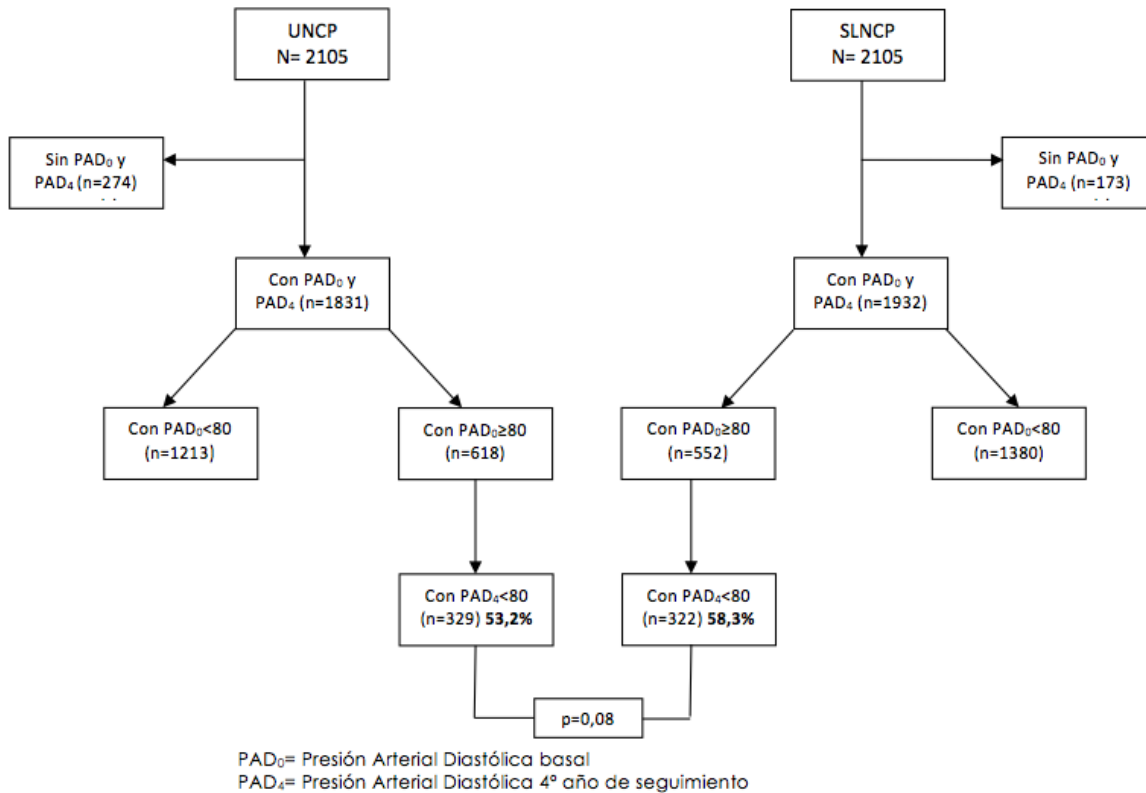 UNCP
N= 2105
SLNCP
N= 2105
Sin PAD₀ y
PAD₄ (n=274)
Sin PAD₀ y
PAD₄ (n=173)
Con PAD₀ y
PAD₄ (n=1831)
Con PAD₀ y
PAD₄ (n=1932)
Con PAD₀<80
(n=1213)
Con PAD₀≥80
(n=618)
Con PAD₀≥80
(n=552)
Con PAD₀<80
(n=1380)
Con PAD₄<80
(n=329) 53,2%
Con PAD₄<80
(n=322) 58,3%
p=0,08
PAD₀= Presión Arterial Diastólica basal
PAD₄= Presión Arterial Diastólica 4º año de seguimiento